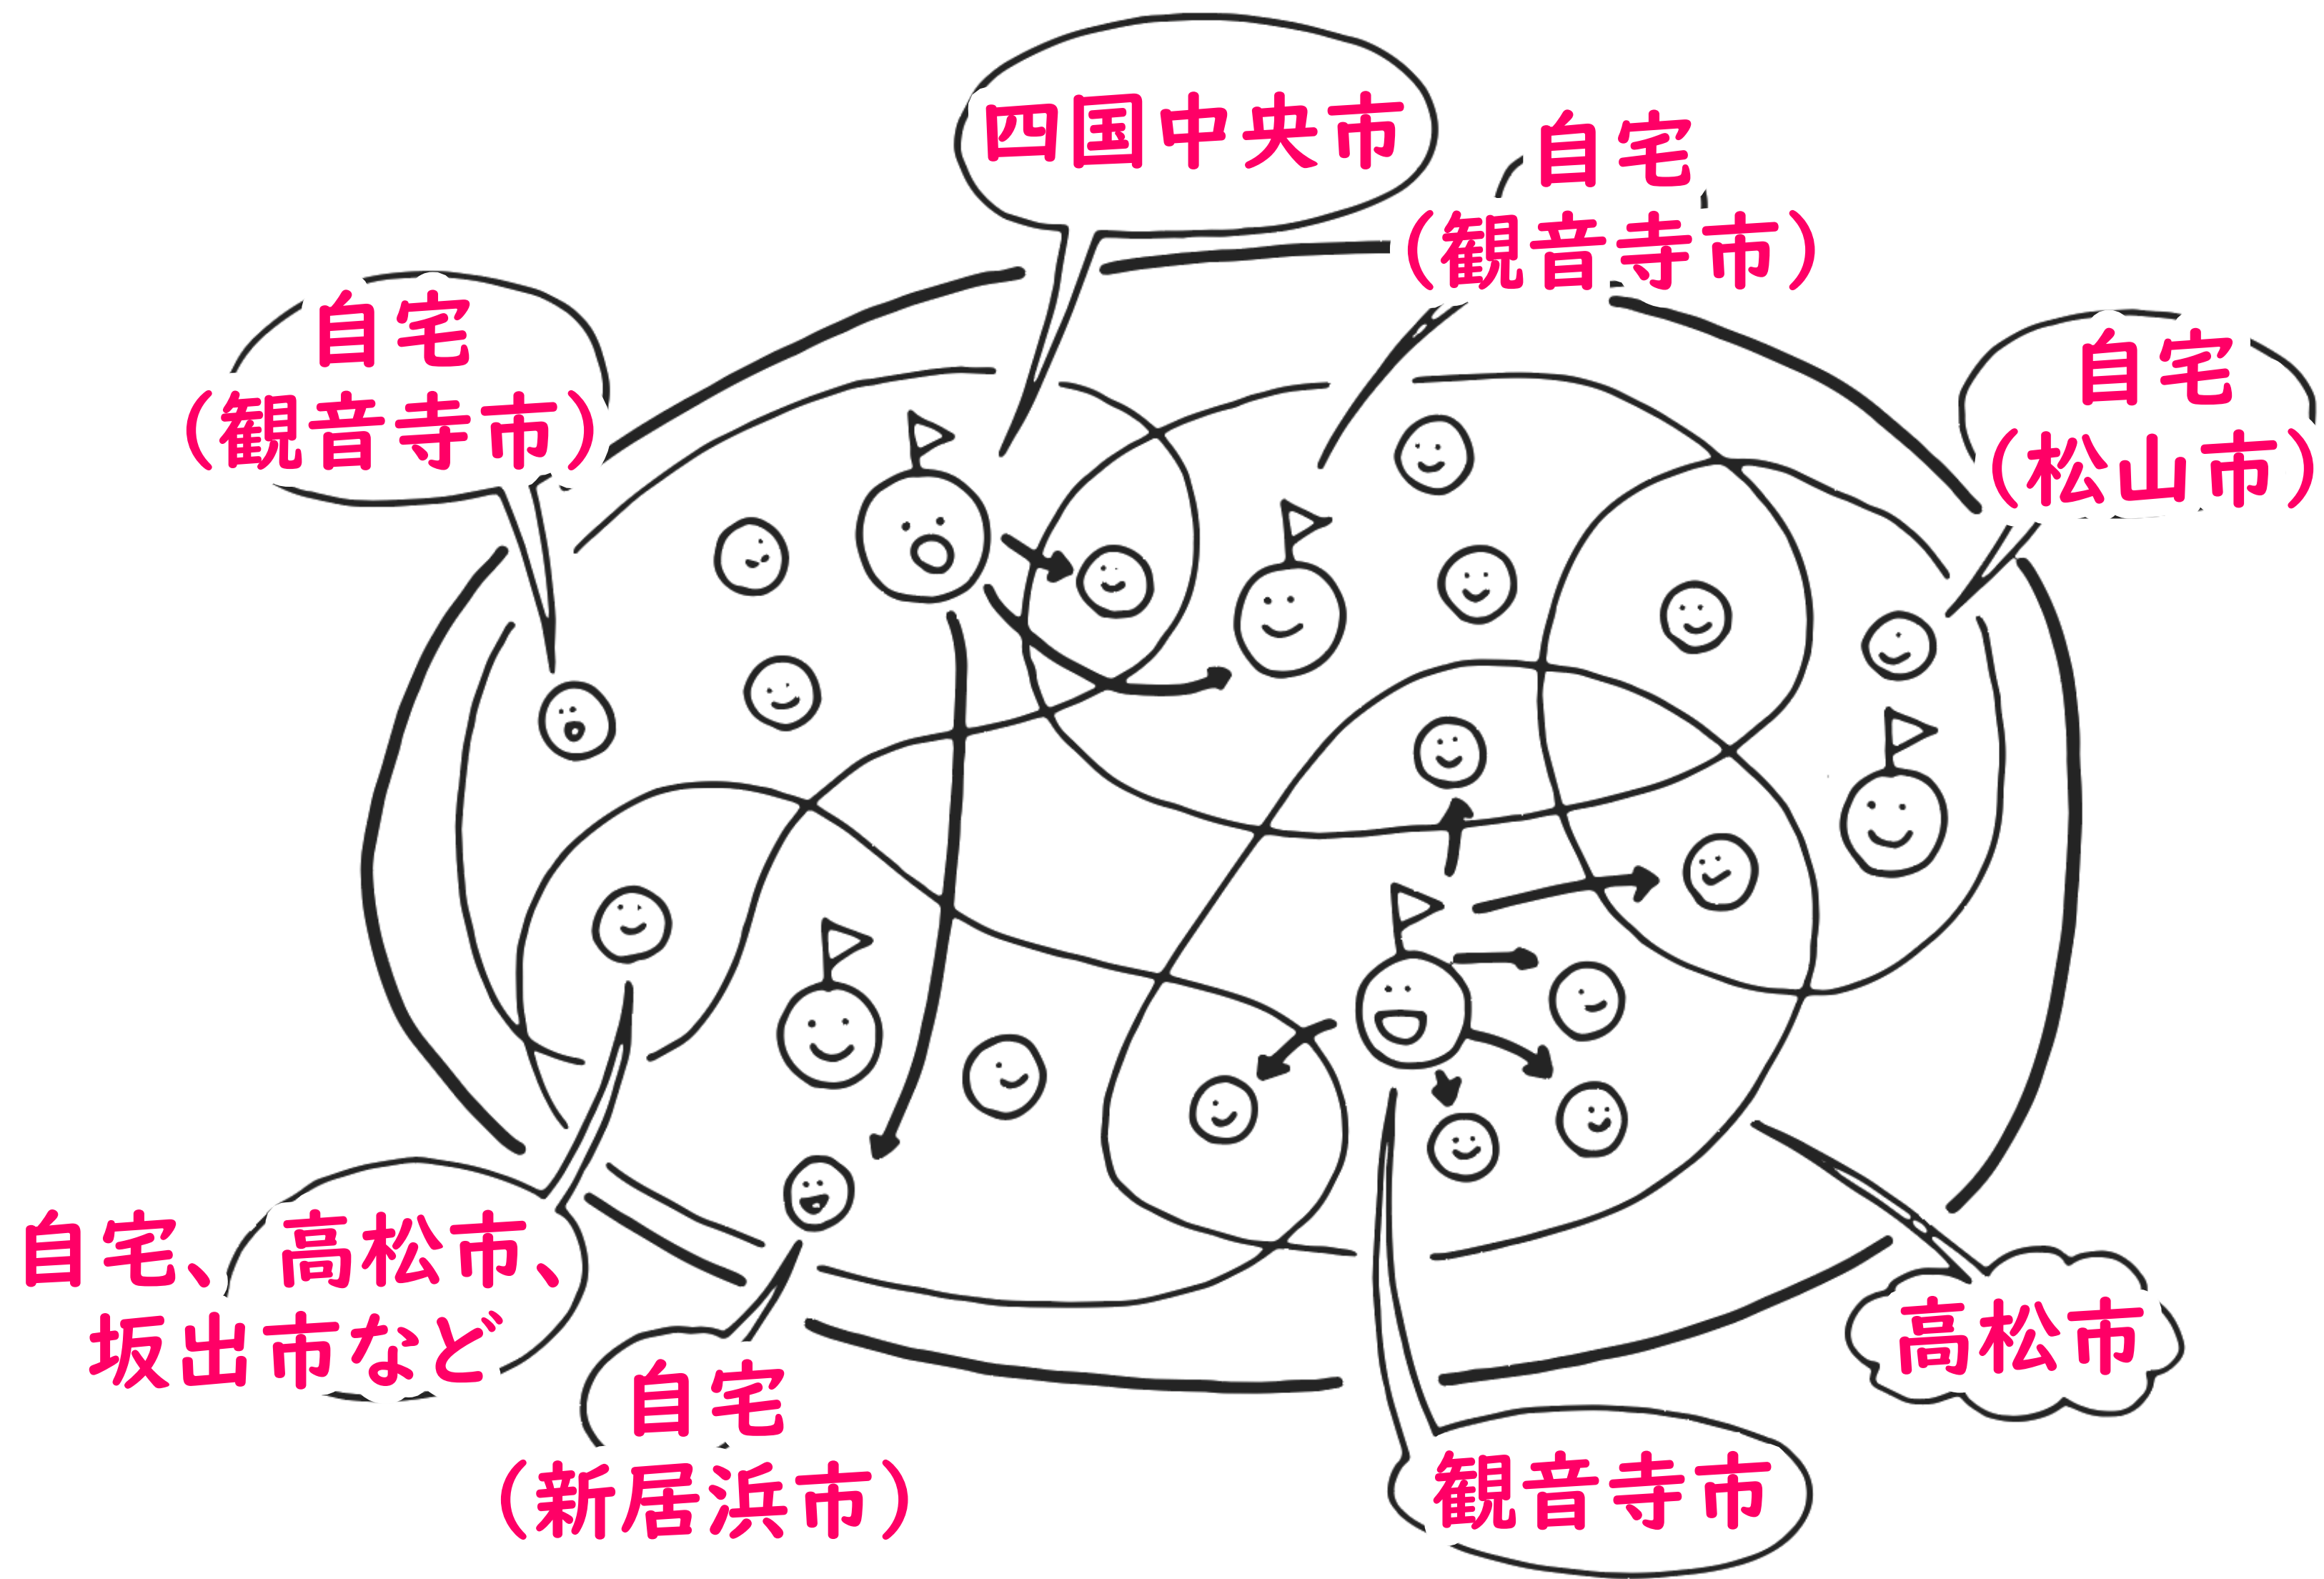 四国中央市
自宅
(観音寺市)
自宅
(観音寺市)
自宅
(松山市)
自宅、高松市、
坂出市など
自宅
(新居浜市)
高松市
観音寺市